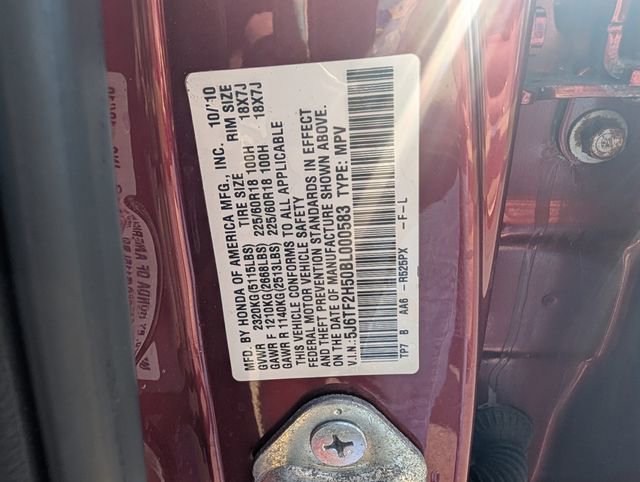 MFD. BY HONDA OF AMERICA MFG., INC. 10/10
TIRE SIZE RIM SIZE
GVWR 2320KG(5115LBS)
GAWR F 1210KG(2668LBS) 225/60R18 100H 18X7J
GAWR R 1140KG(2513LBS) 225/60R18 100H 18X7J
THIS VEHICLE CONFORMS TO ALL APPLICABLE
FEDERAL MOTOR VEHICLE SAFETY
AND THEFT PREVENTION STANDARDS IN EFFECT
ON THE DATE OF MANUFACTURE SHOWN ABOVE.
V.I.N.:5J6TF2H50BL000583 TYPE: MPV
TP7 B AA6 -R525PX -F-L